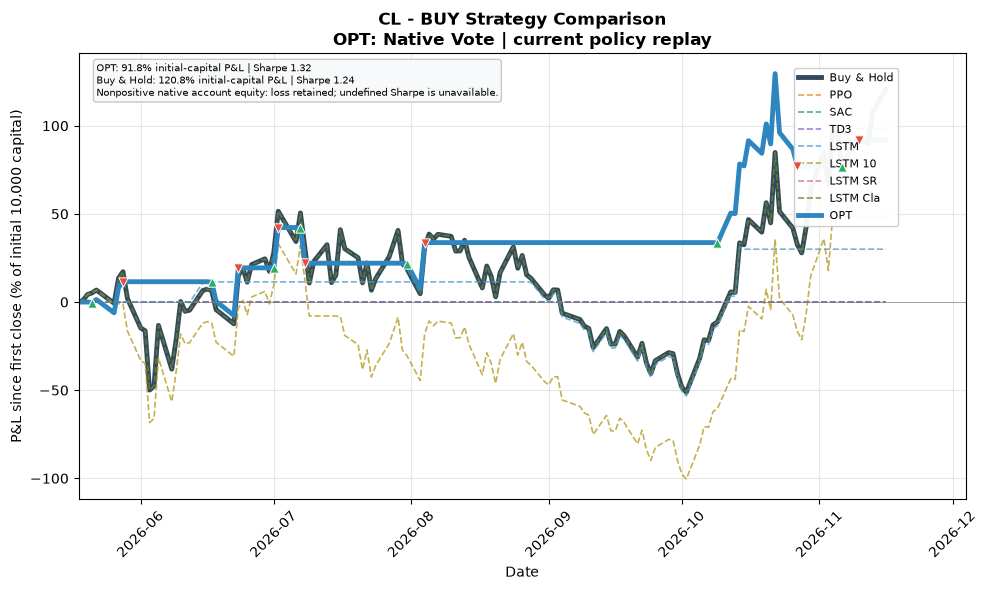 CL - BUY Strategy Comparison
OPT: Native Vote | current policy replay
OPT: 91.8% initial-capital P&L | Sharpe 1.32
Buy & Hold: 120.8% initial-capital P&L | Sharpe 1.24
Nonpositive native account equity: loss retained; undefined Sharpe is unavailable.
Buy & Hold
PPO
SAC
TD3
LSTM
LSTM 10
LSTM SR
LSTM Cla
OPT
P&L since first close (% of initial 10,000 capital)
100
50
0
−50
−100
2026-06
2026-07
2026-08
2026-09
2026-10
2026-11
2026-12
Date